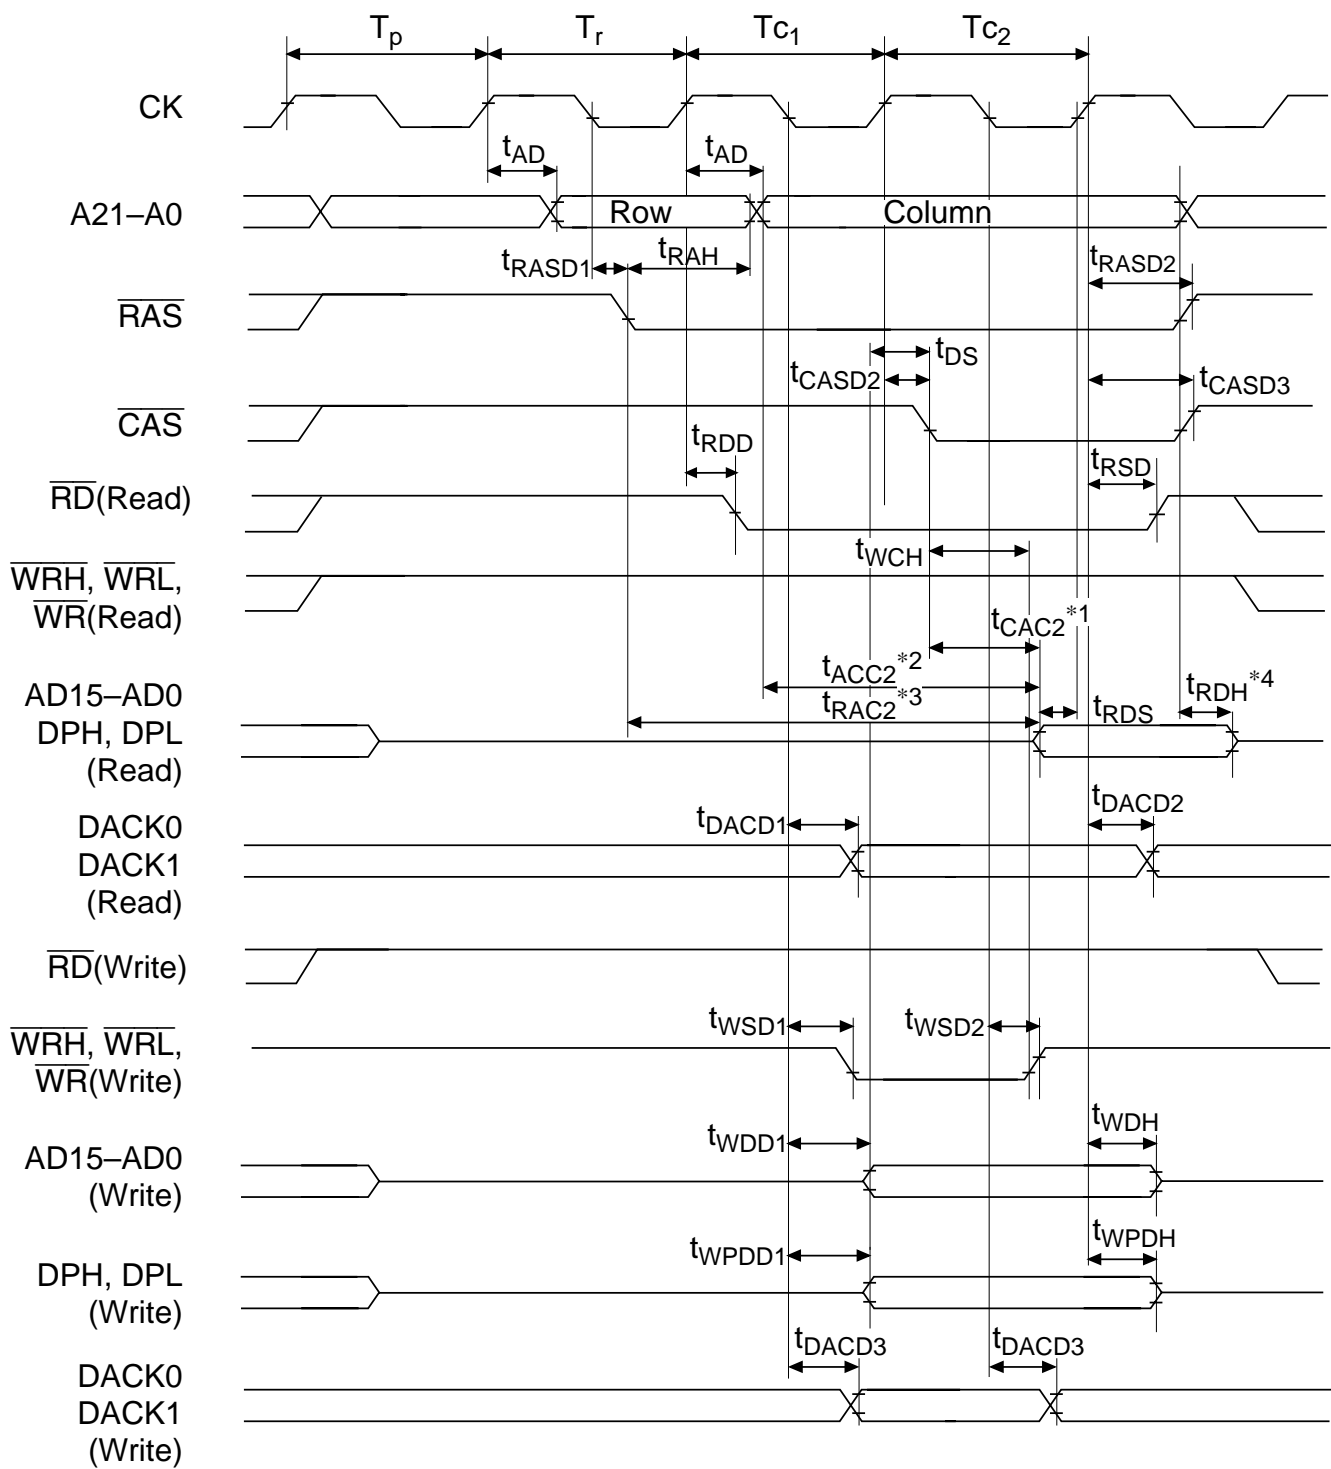 Tp Tr Tc1 Tc2
CK
tAD tAD
A21–A0 Row Column
tRASD1 tRAH tRASD2
RAS
tDS
tCASD2 tCASD3
CAS
tRDD tRSD
RD(Read)
tWCH
WRH, WRL,
WR(Read)
tCAC2*1
tACC2*2
AD15–AD0
tRDH*4
tRAC2*3 tRDS
DPH, DPL
(Read)
tDACD1 tDACD2
DACK0
DACK1
(Read)
RD(Write)
tWSD1 tWSD2
WRH, WRL,
WR(Write)
tWDD1 tWDH
AD15–AD0
(Write)
tWPDD1 tWPDH
DPH, DPL
(Write)
tDACD3 tDACD3
DACK0
DACK1
(Write)